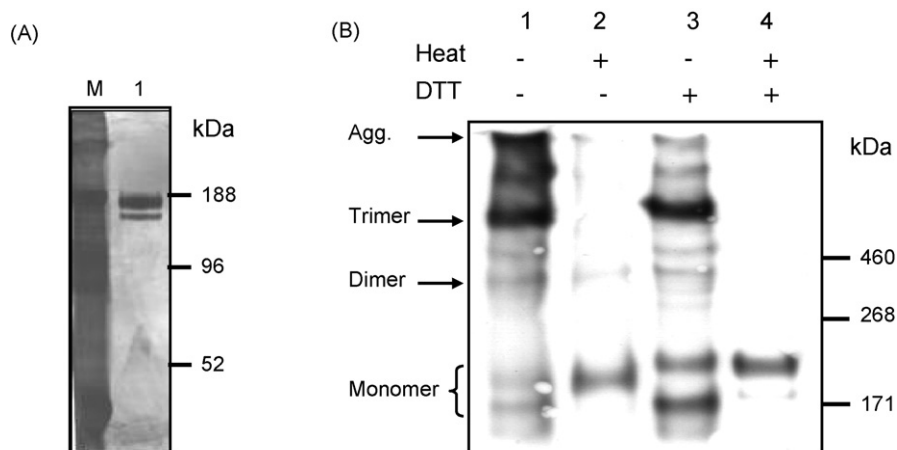 (A)
M 1
kDa
188
96
52
(B)
1 2 3 4
Heat - + - +
DTT - - + +
Agg.
Trimer
Dimer
Monomer
kDa
460
268
171